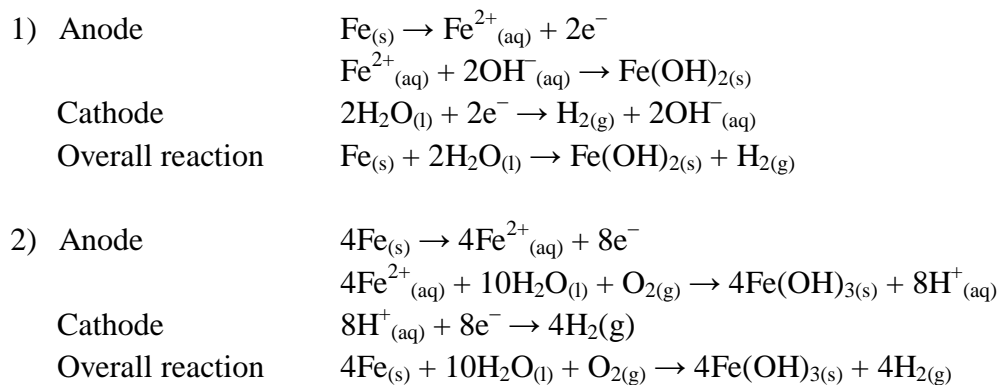 1) Anode Fe(s) → Fe²⁺(aq) + 2e⁻
Fe²⁺(aq) + 2OH⁻(aq) → Fe(OH)2(s)
Cathode 2H2O(l) + 2e⁻ → H2(g) + 2OH⁻(aq)
Overall reaction Fe(s) + 2H2O(l) → Fe(OH)2(s) + H2(g)
2) Anode 4Fe(s) → 4Fe²⁺(aq) + 8e⁻
4Fe²⁺(aq) + 10H2O(l) + O2(g) → 4Fe(OH)3(s) + 8H⁺(aq)
Cathode 8H⁺(aq) + 8e⁻ → 4H2(g)
Overall reaction 4Fe(s) + 10H2O(l) + O2(g) → 4Fe(OH)3(s) + 4H2(g)